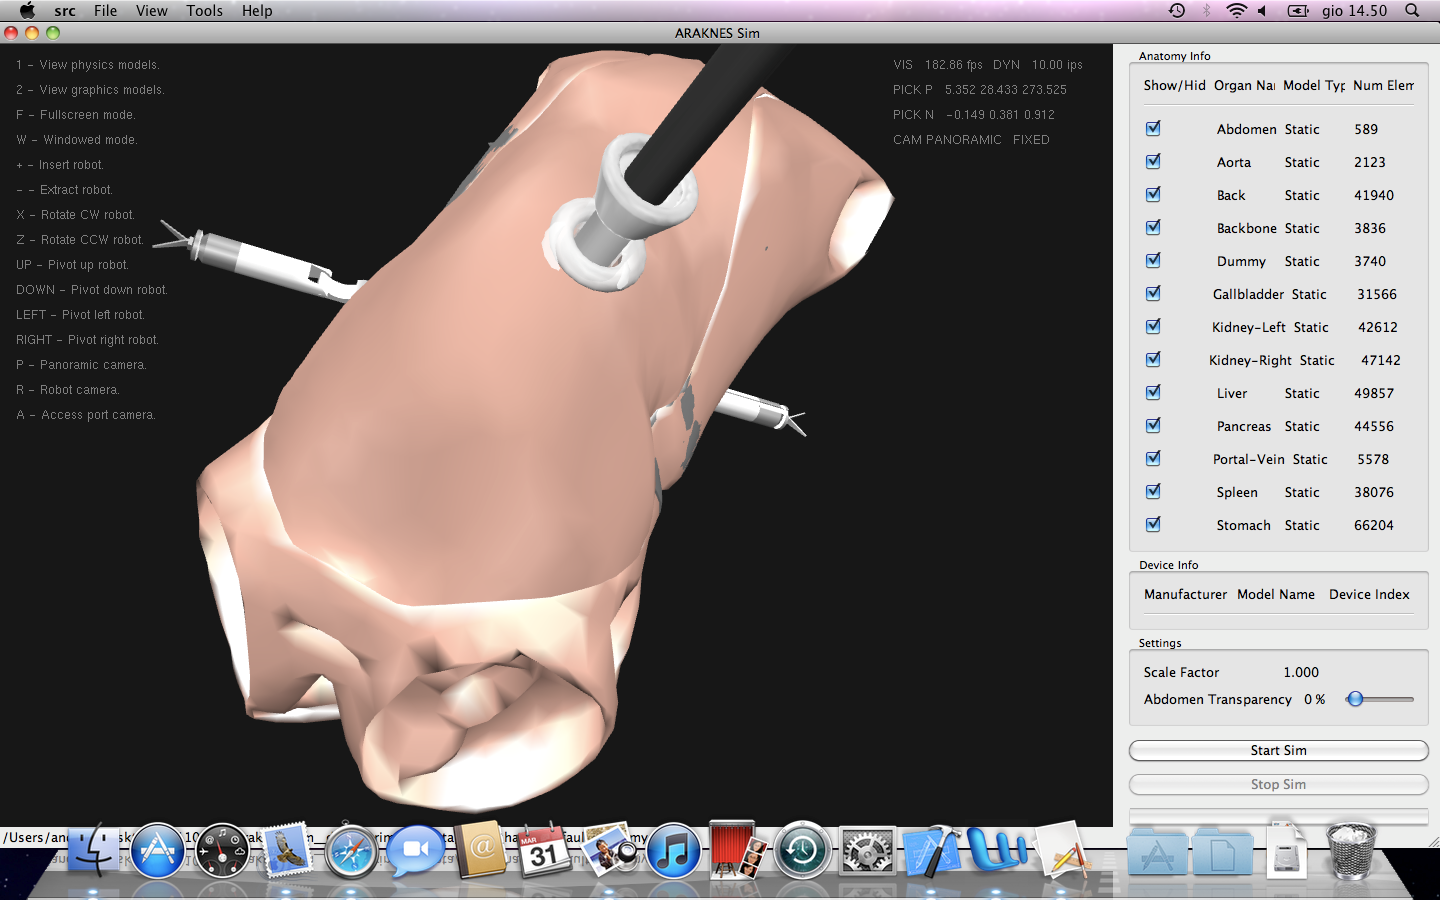 src File View Tools Help gio 14.50
ARAKNES Sim
1 - View physics models.
2 - View graphics models.
F - Fullscreen mode.
W - Windowed mode.
+ - Insert robot.
- - Extract robot.
X - Rotate CW robot.
Z - Rotate CCW robot.
UP - Pivot up robot.
DOWN - Pivot down robot.
LEFT - Pivot left robot.
RIGHT - Pivot right robot.
P - Panoramic camera.
R - Robot camera.
A - Access port camera.
VIS 182.86 fps DYN 10.00 ips
PICK P 5.352 28.433 273.525
PICK N -0.149 0.381 0.912
CAM PANORAMIC FIXED
Anatomy Info
Show/Hid Organ Na Model Typ Num Elem
Abdomen Static 589
Aorta Static 2123
Back Static 41940
Backbone Static 3836
Dummy Static 3740
Gallbladder Static 31566
Kidney-Left Static 42612
Kidney-Right Static 47142
Liver Static 49857
Pancreas Static 44556
Portal-Vein Static 5578
Spleen Static 38076
Stomach Static 66204
Device Info
Manufacturer Model Name Device Index
Settings
Scale Factor 1.000
Abdomen Transparency 0 %
Start Sim
Stop Sim
/Users/an
MAR
31